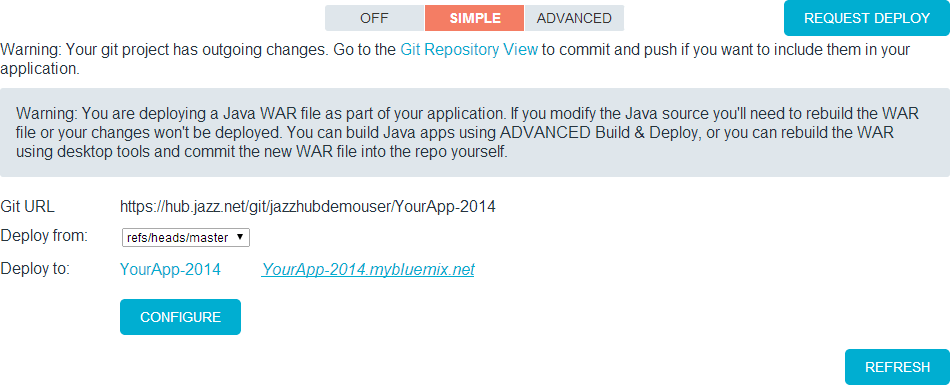 OFF SIMPLE ADVANCED REQUEST DEPLOY
Warning: Your git project has outgoing changes. Go to the Git Repository View to commit and push if you want to include them in your
application.
Warning: You are deploying a Java WAR file as part of your application. If you modify the Java source you'll need to rebuild the WAR
file or your changes won't be deployed. You can build Java apps using ADVANCED Build & Deploy, or you can rebuild the WAR
using desktop tools and commit the new WAR file into the repo yourself.
Git URL https://hub.jazz.net/git/jazzhubdemouser/YourApp-2014
Deploy from: refs/heads/master
Deploy to: YourApp-2014 YourApp-2014.mybluemix.net
CONFIGURE
REFRESH